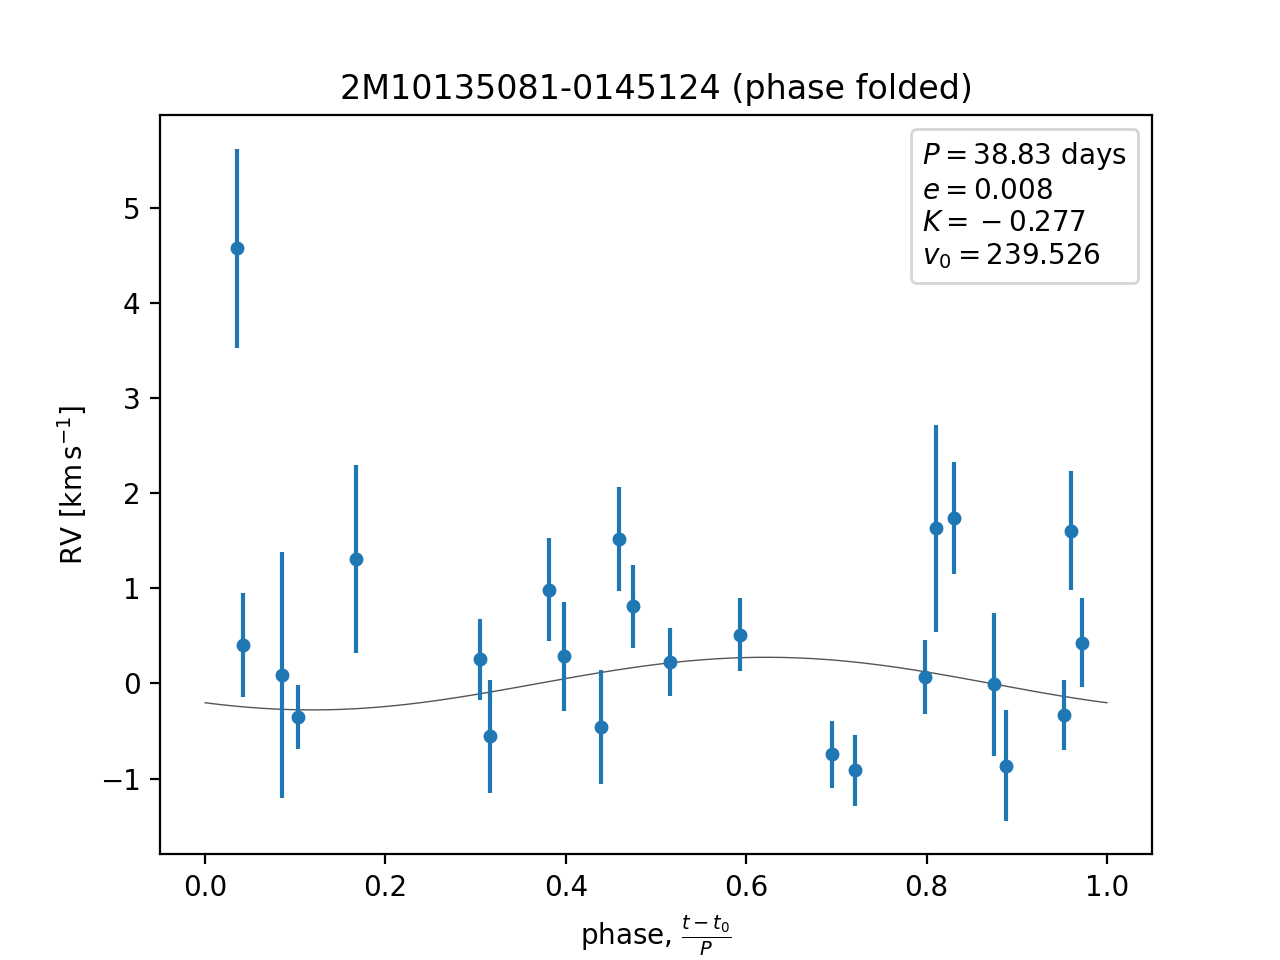 2M10135081-0145124 (phase folded)
P = 38.83 days
e = 0.008
K = −0.277
v₀ = 239.526
RV [km s⁻¹]
5
4
3
2
1
0
−1
0.0 0.2 0.4 0.6 0.8 1.0
phase, (t − t₀)/P